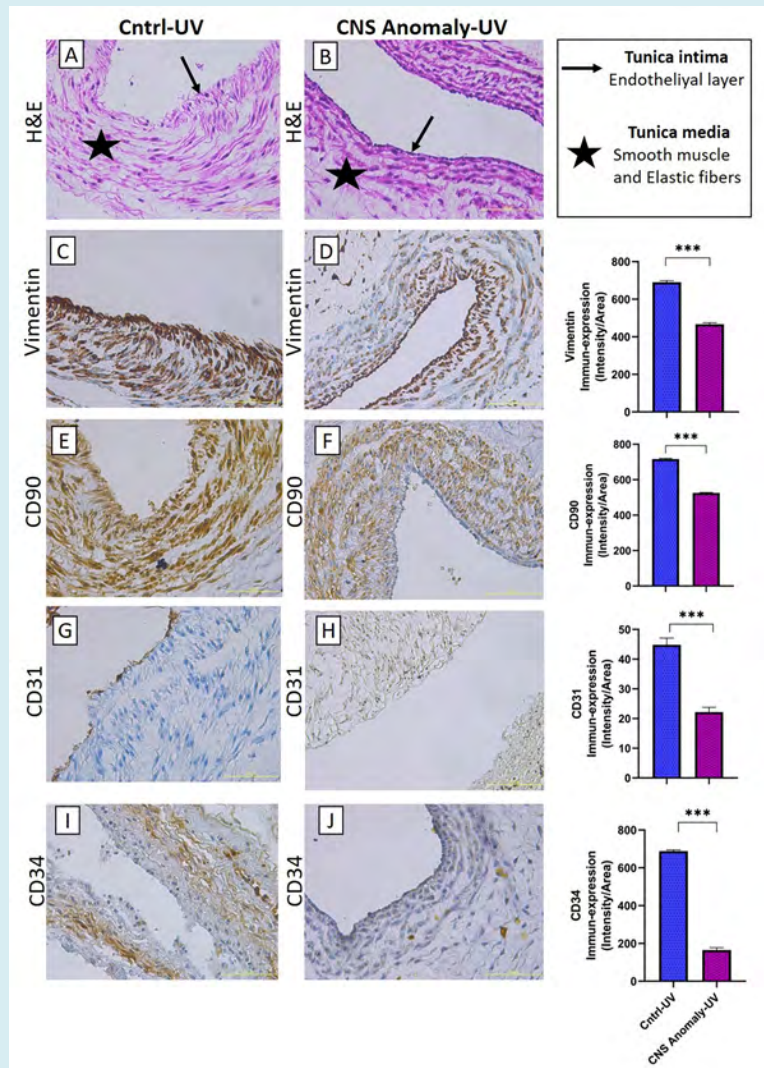 Cntrl-UV
CNS Anomaly-UV
H&E
A
H&E
B
Tunica intima
Endotheliyal layer
Tunica media
Smooth muscle
and Elastic fibers
Vimentin
C
D
Vimentin
Immun-expression
(Intensity/Area)
800
600
400
200
0
***
CD90
E
CD90
F
CD90
Immun-expression
(Intensity/Area)
800
600
400
200
0
***
CD31
G
CD31
H
CD31
Immun-expression
(Intensity/Area)
50
40
30
20
10
0
***
CD34
I
CD34
J
CD34
Immun-expression
(Intensity/Area)
800
600
400
200
0
***
Cntrl-UV
CNS Anomaly-UV